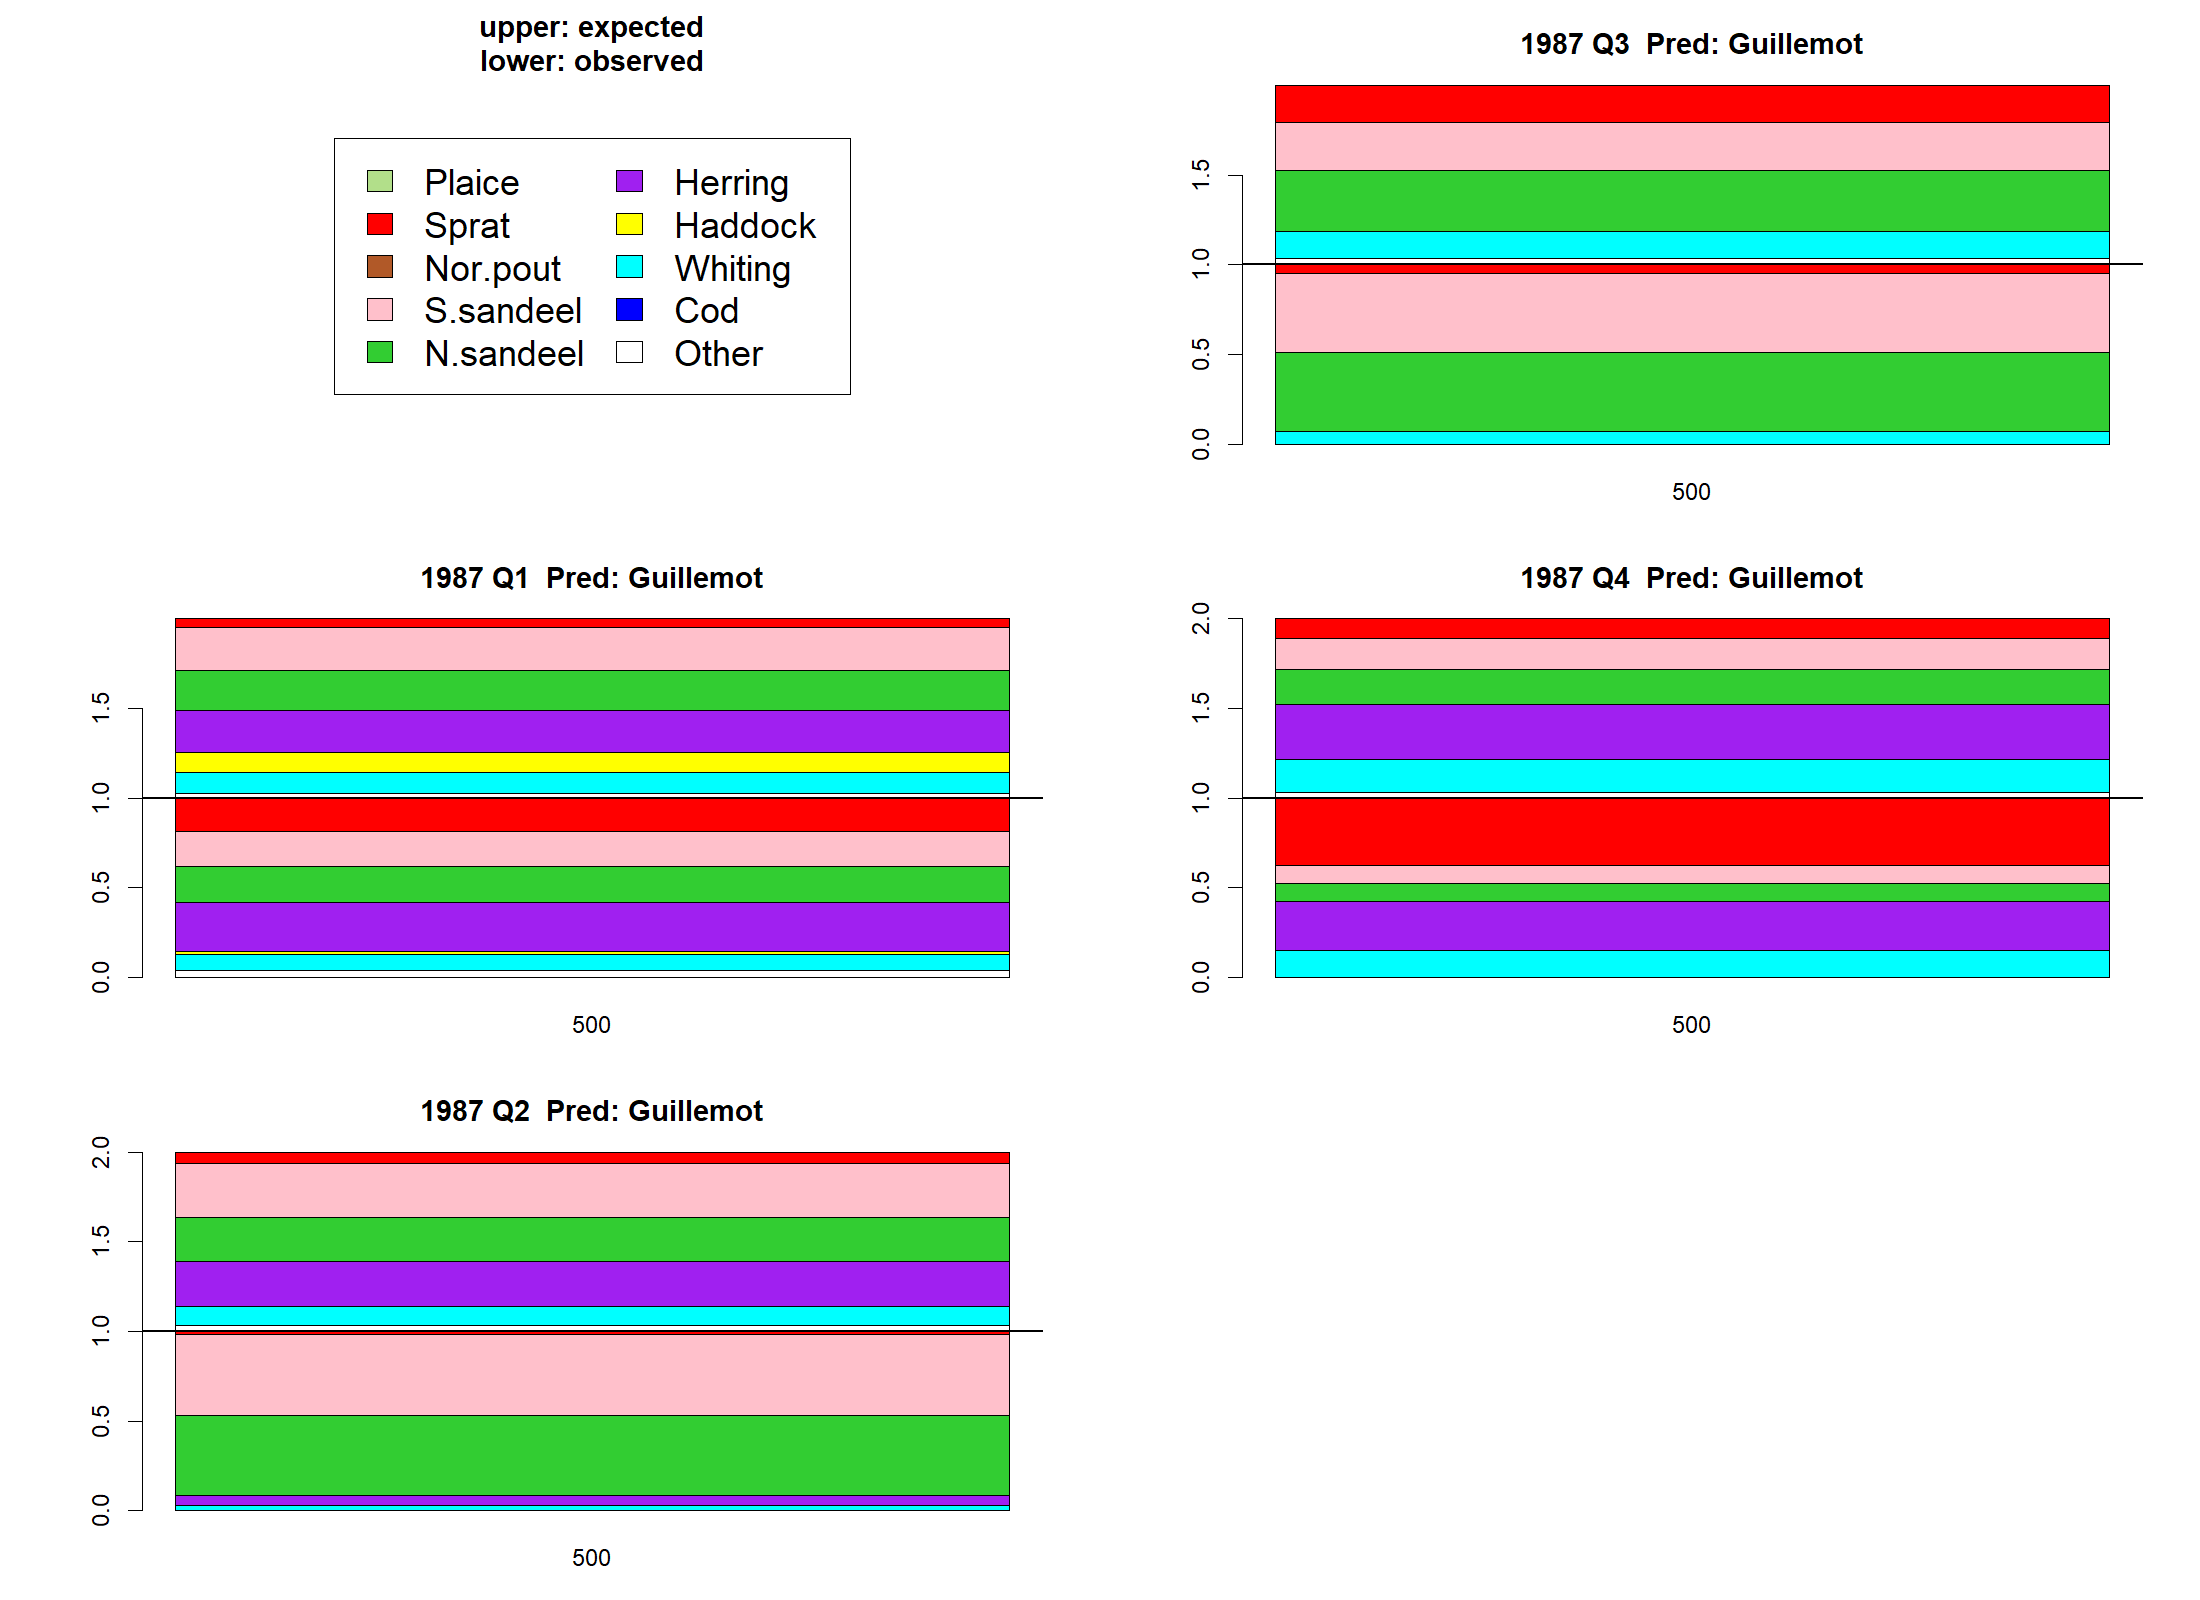 upper: expected
lower: observed
Plaice
Sprat
Nor.pout
S.sandeel
N.sandeel
Herring
Haddock
Whiting
Cod
Other
1987 Q3  Pred: Guillemot
1.5
1.0
0.5
0.0
500
1987 Q1  Pred: Guillemot
1.5
1.0
0.5
0.0
500
1987 Q4  Pred: Guillemot
2.0
1.5
1.0
0.5
0.0
500
1987 Q2  Pred: Guillemot
2.0
1.5
1.0
0.5
0.0
500